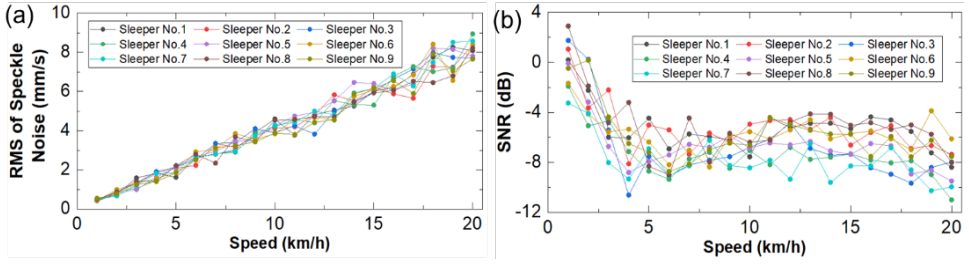 (a)
RMS of Speckle
Noise (mm/s)
10
8
6
4
2
0
Sleeper No.1 Sleeper No.2 Sleeper No.3
Sleeper No.4 Sleeper No.5 Sleeper No.6
Sleeper No.7 Sleeper No.8 Sleeper No.9
0 5 10 15 20
Speed (km/h)
(b)
SNR (dB)
4
0
-4
-8
-12
Sleeper No.1 Sleeper No.2 Sleeper No.3
Sleeper No.4 Sleeper No.5 Sleeper No.6
Sleeper No.7 Sleeper No.8 Sleeper No.9
0 5 10 15 20
Speed (km/h)